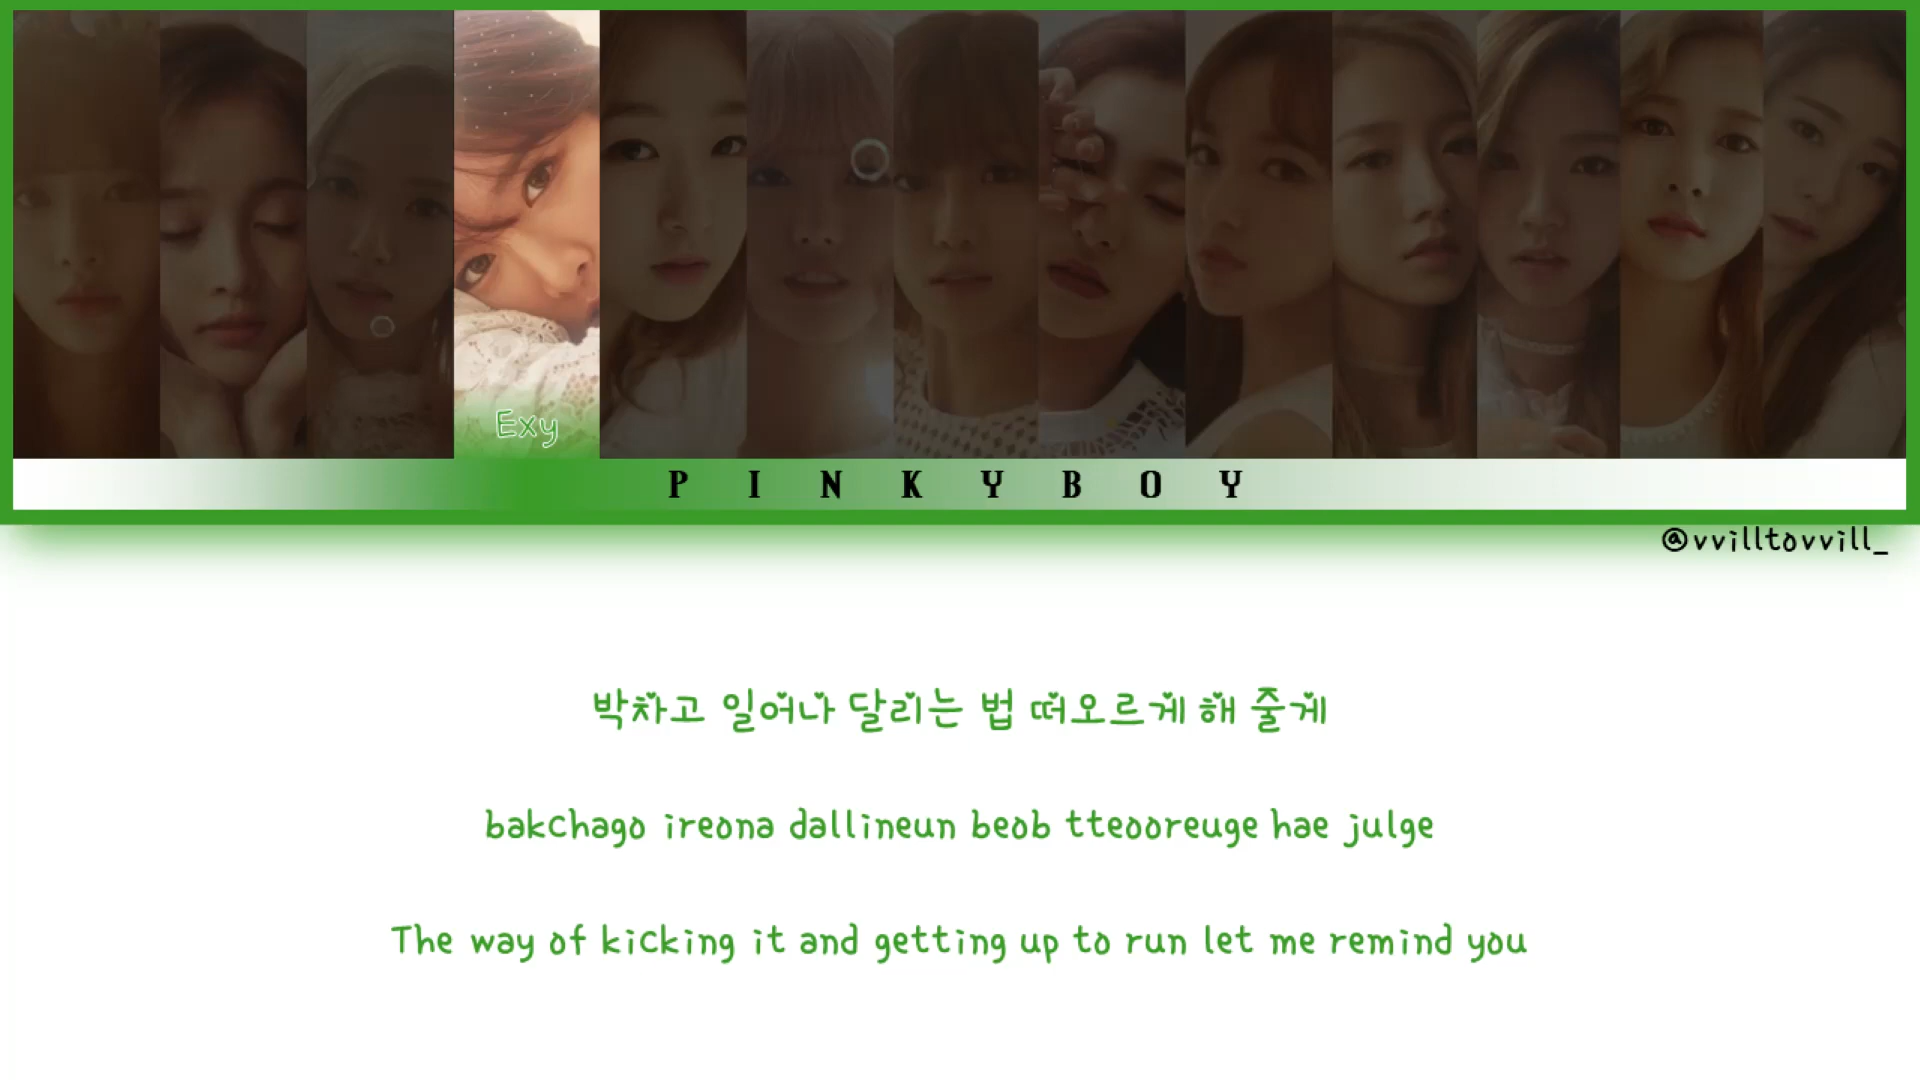 Exy
PINKYBOY
@vvilltovvill_
박차고 일어나 달리는 법 떠오르게 해 줄게
bakchago ireona dallineun beob tteooreuge hae julge
The way of kicking it and getting up to run let me remind you